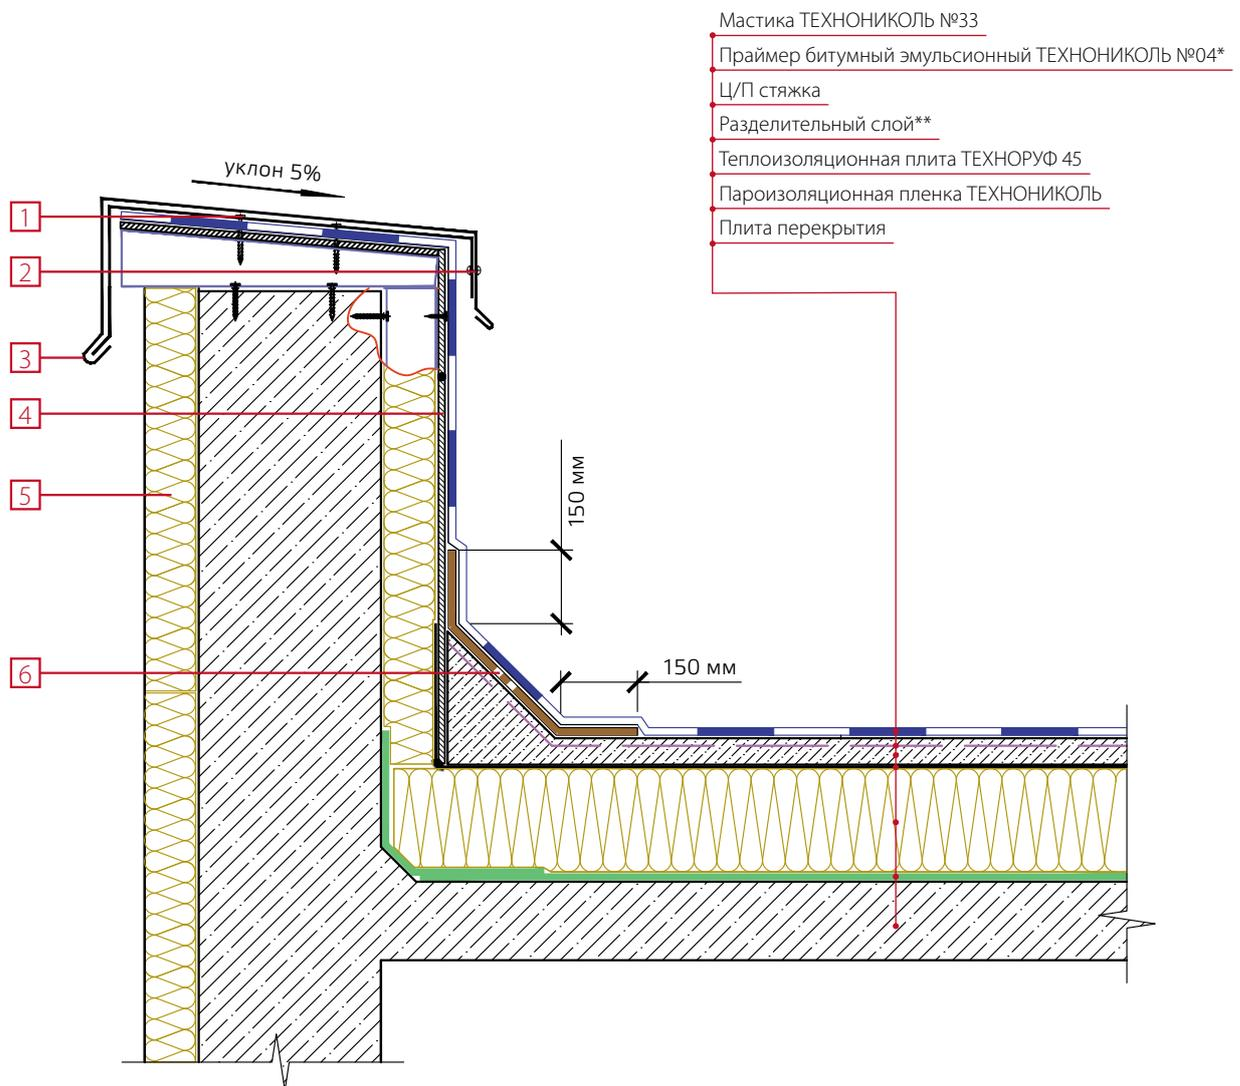 Мастика ТЕХНОНИКОЛЬ №33
Праймер битумный эмульсионный ТЕХНОНИКОЛЬ №04*
Ц/П стяжка
Разделительный слой**
Теплоизоляционная плита ТЕХНОРУФ 45
Пароизоляционная пленка ТЕХНОНИКОЛЬ
Плита перекрытия
уклон 5%
1
2
3
4
5
150 мм
6
150 мм